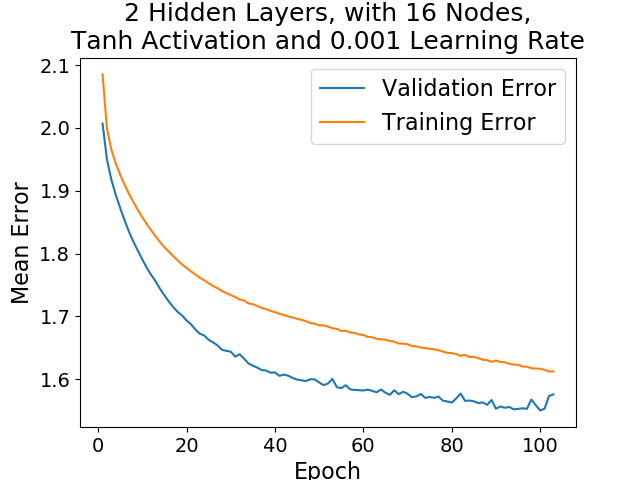 2 Hidden Layers, with 16 Nodes,
Tanh Activation and 0.001 Learning Rate
Validation Error
Training Error
Mean Error
2.1
2.0
1.9
1.8
1.7
1.6
0 20 40 60 80 100
Epoch